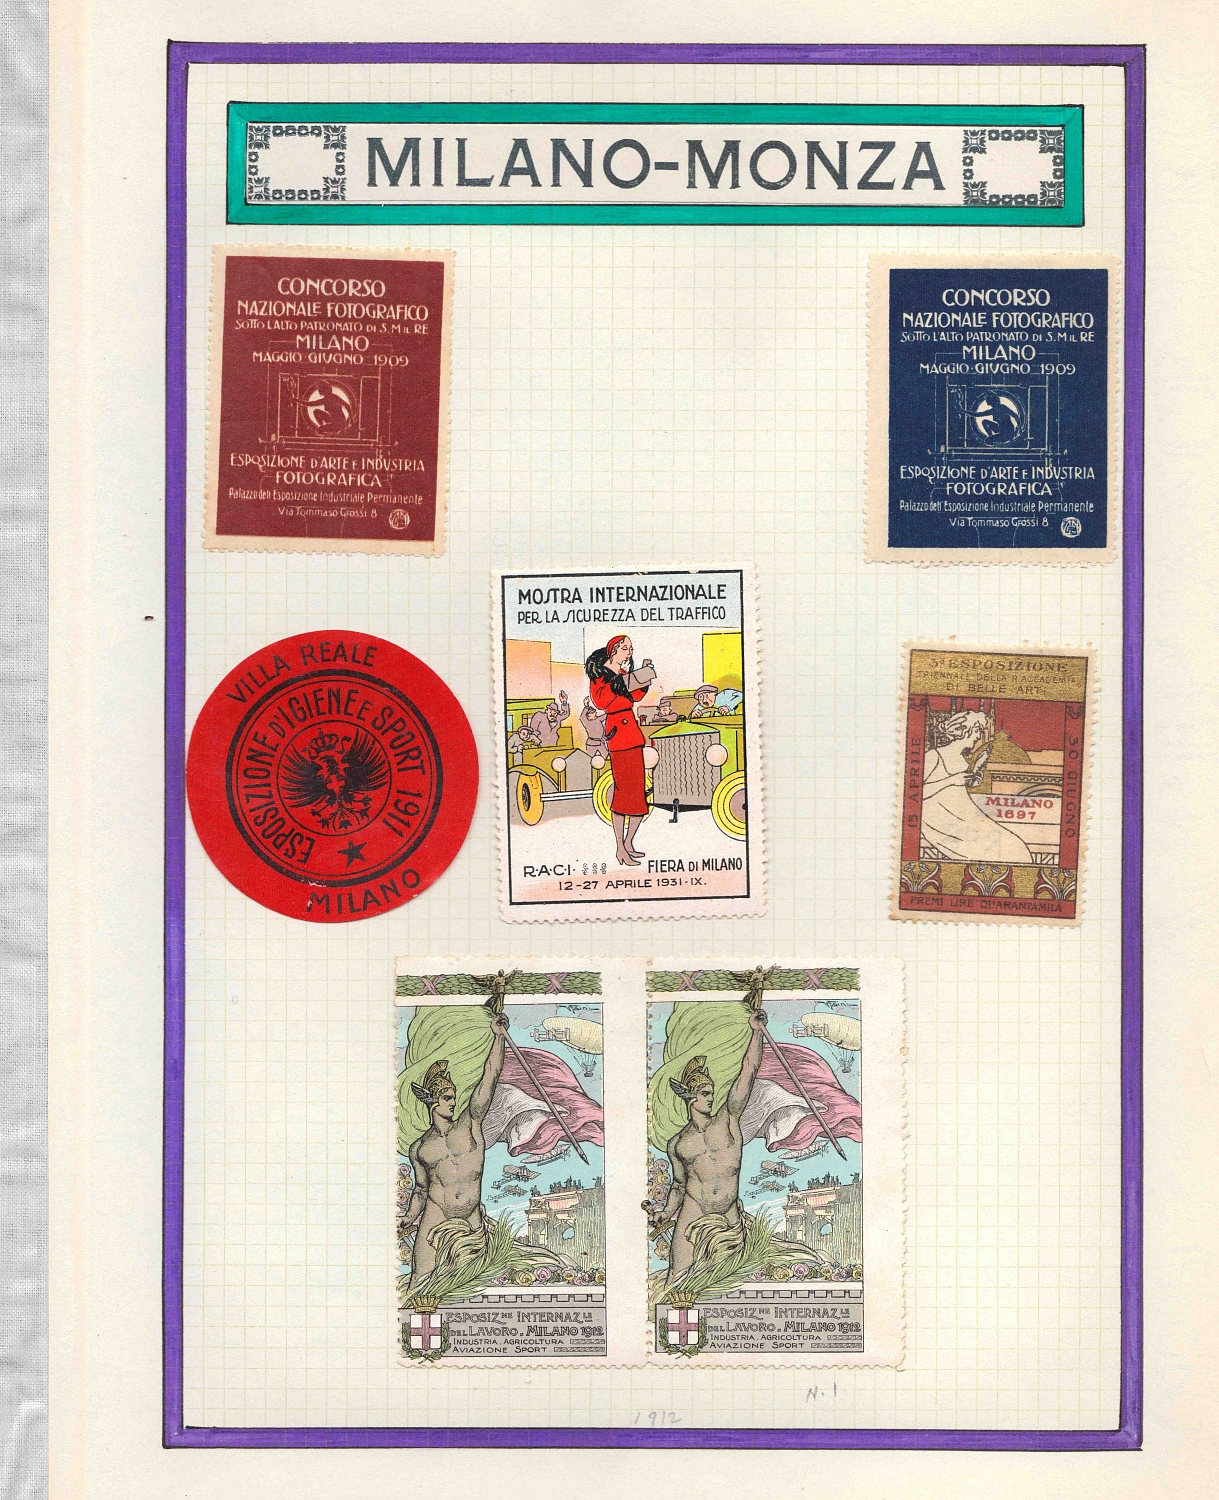 MILANO-MONZA
CONCORSO
NAZIONALE FOTOGRAFICO
SOTTO L'ALTO PATRONATO DI S.M. IL RE
MILANO
MAGGIO-GIVGNO 1909
ESPOSIZIONE D'ARTE E INDVSTRIA
FOTOGRAFICA
Palazzo dell'Esposizione Industriale Permanente
Via Tommaso Grossi 8
CONCORSO
NAZIONALE FOTOGRAFICO
SOTTO L'ALTO PATRONATO DI S.M. IL RE
MILANO
MAGGIO-GIVGNO 1909
ESPOSIZIONE D'ARTE E INDVSTRIA
FOTOGRAFICA
Palazzo dell'Esposizione Industriale Permanente
Via Tommaso Grossi 8
MOSTRA INTERNAZIONALE
PER LA SICUREZZA DEL TRAFFICO
R·A·C·I·
FIERA DI MILANO
12-27 APRILE 1931-IX.
VILLA REALE
ESPOSIZIONE D'IGIENE E SPORT 1911
MILANO
3ª ESPOSIZIONE
TRIENNALE DELLA R. ACCADEMIA
DI BELLE ARTI
15 APRILE
30 GIUGNO
MILANO
1897
PREMI LIRE QUARANTAMILA
ESPOSIZ.NE INTERNAZ.LE
DEL LAVORO. MILANO 1912
INDUSTRIA. AGRICOLTURA
AVIAZIONE SPORT
ESPOSIZ.NE INTERNAZ.LE
DEL LAVORO. MILANO 1912
INDUSTRIA. AGRICOLTURA
AVIAZIONE SPORT
N.1
1912